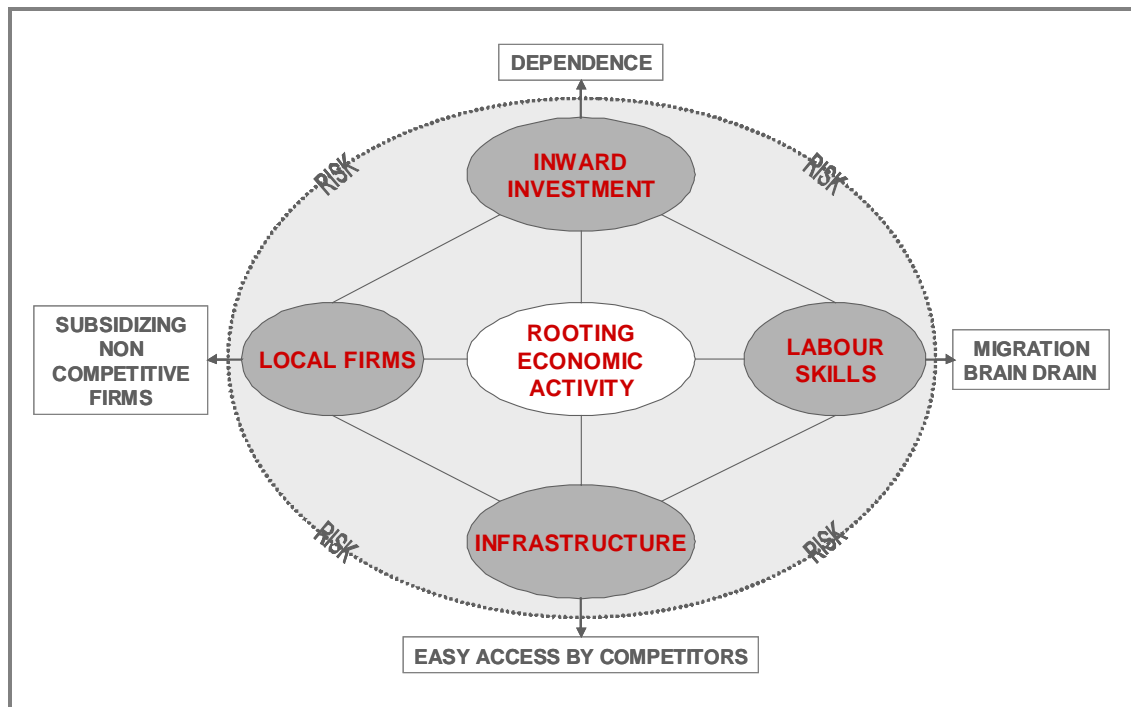 DEPENDENCE
INWARD
INVESTMENT
RISK
RISK
SUBSIDIZING
NON
COMPETITIVE
FIRMS
LOCAL FIRMS
ROOTING
ECONOMIC
ACTIVITY
LABOUR
SKILLS
MIGRATION
BRAIN DRAIN
RISK
RISK
INFRASTRUCTURE
EASY ACCESS BY COMPETITORS